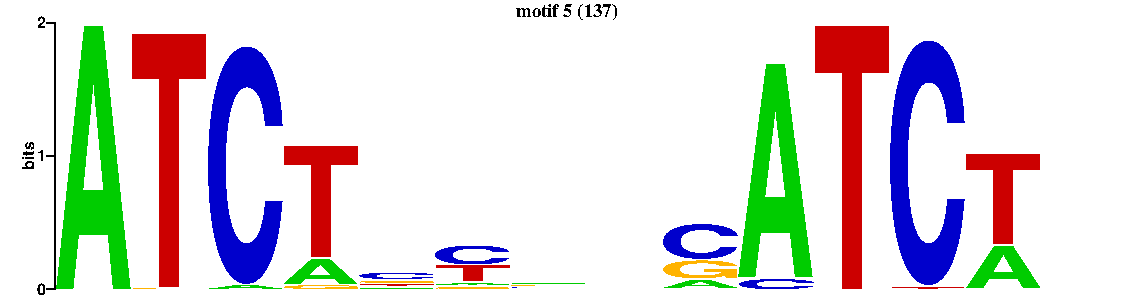 motif 5 (137)
2
bits
1
0
A T C T C C C A T C T
A G T G C A
A